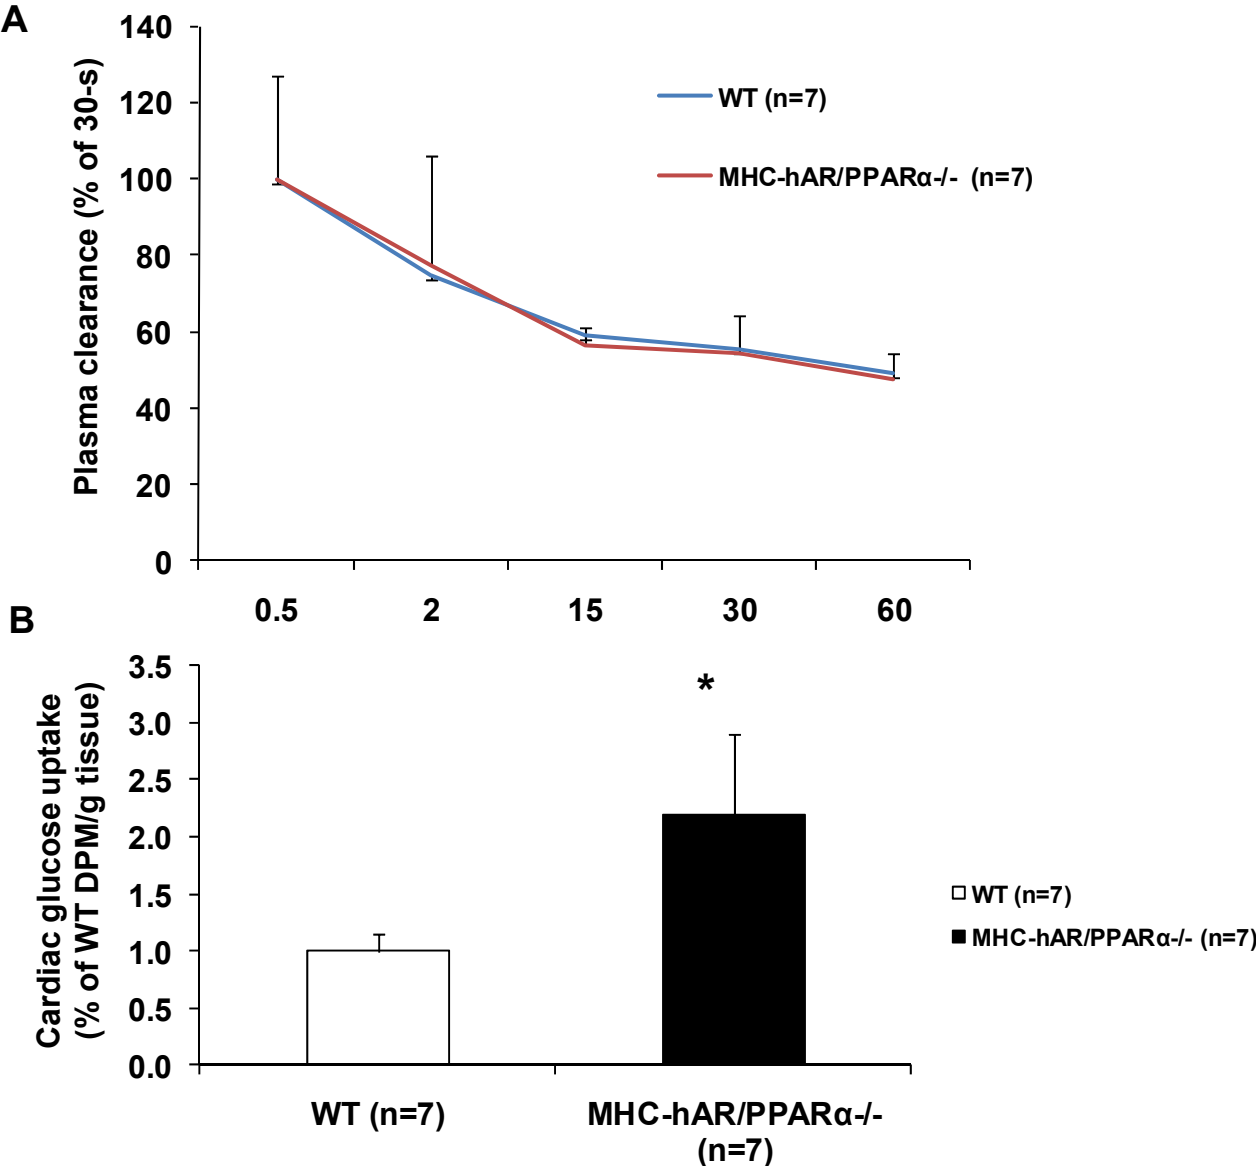 A
Plasma clearance (% of 30-s)
140
120
100
80
60
40
20
0
WT (n=7)
MHC-hAR/PPARα-/- (n=7)
0.5 2 15 30 60
B
Cardiac glucose uptake
(% of WT DPM/g tissue)
3.5
3.0
2.5
2.0
1.5
1.0
0.5
0.0
*
WT (n=7)
MHC-hAR/PPARα-/- (n=7)
WT (n=7) MHC-hAR/PPARα-/-
(n=7)